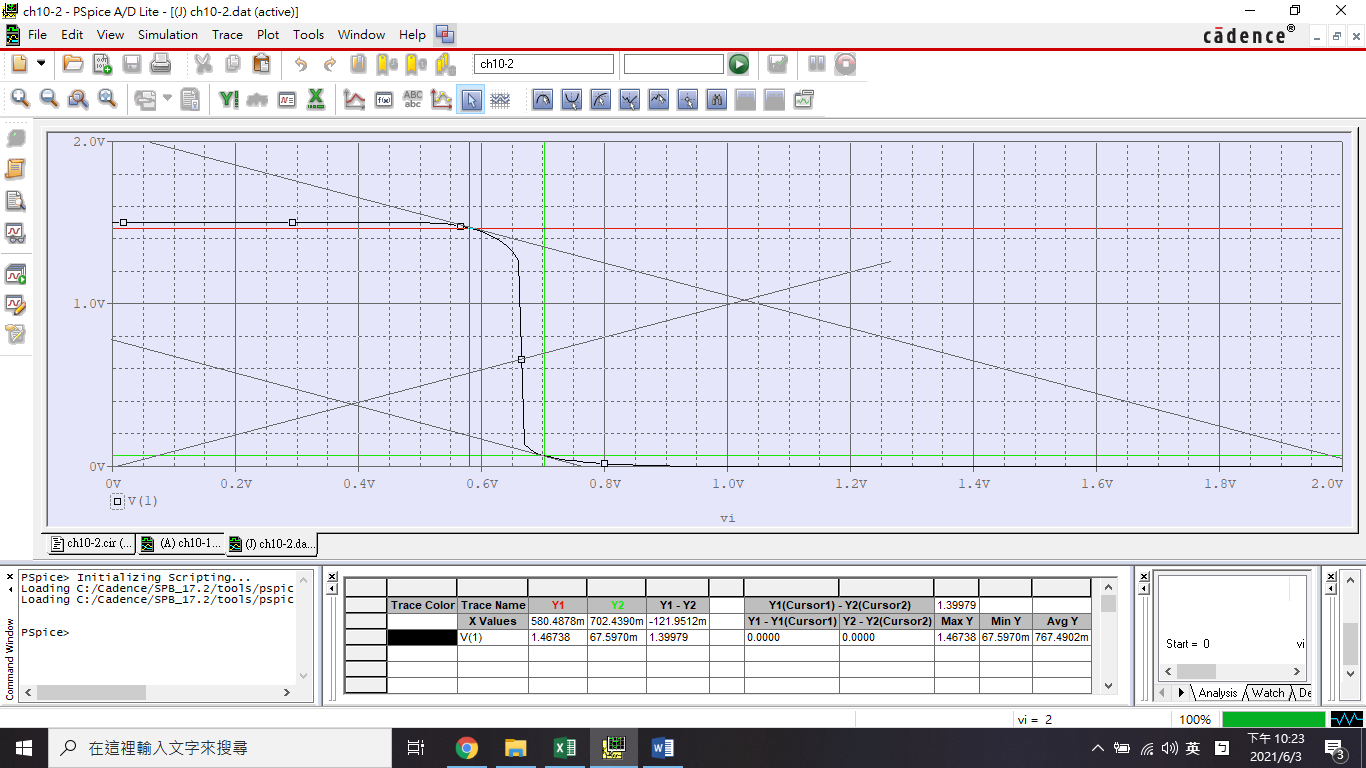 ch10-2 - PSpice A/D Lite - [(J) ch10-2.dat (active)]
File Edit View Simulation Trace Plot Tools Window Help
cādence®
ch10-2
ABC
abc
2.0V
1.0V
0V
0V 0.2V 0.4V 0.6V 0.8V 1.0V 1.2V 1.4V 1.6V 1.8V 2.0V
V(1)
vi
ch10-2.cir (... (A) ch10-1... (J) ch10-2.da...
PSpice> Initializing Scripting...
Loading C:/Cadence/SPB_17.2/tools/pspic
Loading C:/Cadence/SPB_17.2/tools/pspic
PSpice>
Command Window
Trace Color Trace Name Y1 Y2 Y1 - Y2 Y1(Cursor1) - Y2(Cursor2) 1.39979
X Values 580.4878m 702.4390m -121.9512m Y1 - Y1(Cursor1) Y2 - Y2(Cursor2) Max Y Min Y Avg Y
V(1) 1.46738 67.5970m 1.39979 0.0000 0.0000 1.46738 67.5970m 767.4902m
Start = 0 vi
Analysis Watch De
vi = 2 100%
在這裡輸入文字來搜尋
英
下午 10:23
2021/6/3
3